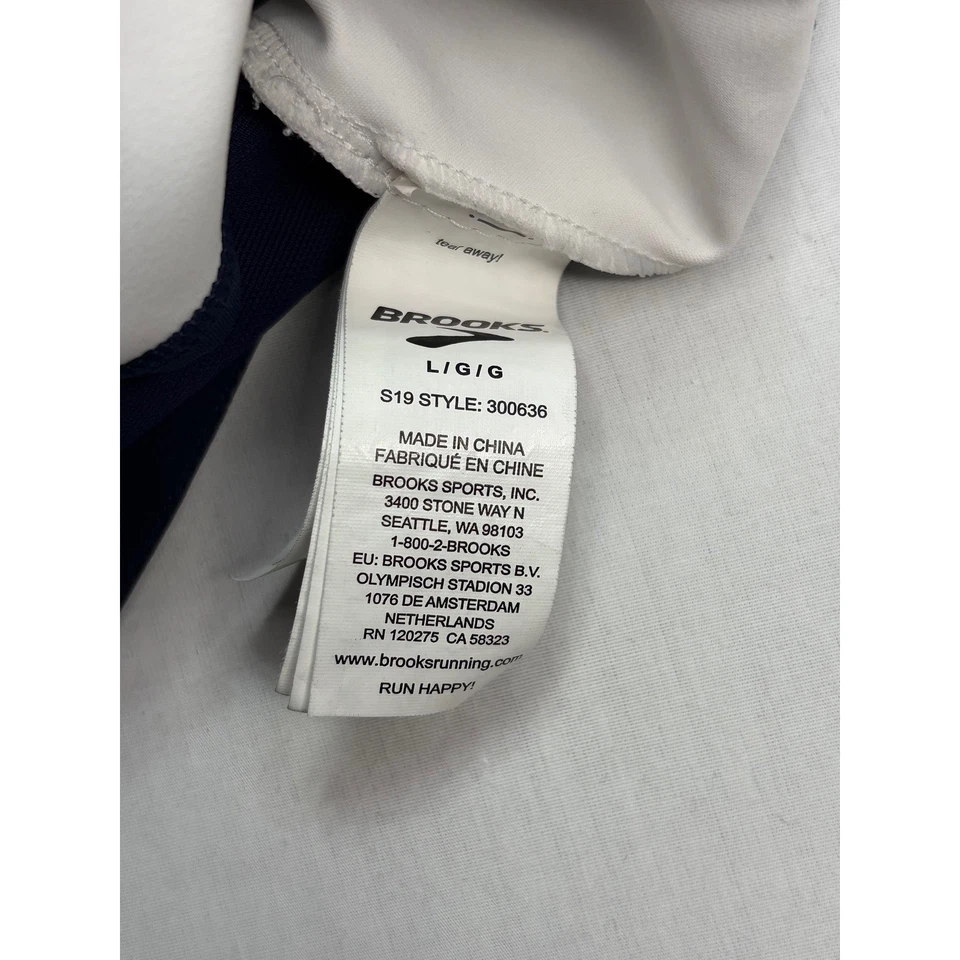 tear away!
BROOKS
L/G/G
S19 STYLE: 300636
MADE IN CHINA
FABRIQUÉ EN CHINE
BROOKS SPORTS, INC.
3400 STONE WAY N
SEATTLE, WA 98103
1-800-2-BROOKS
EU: BROOKS SPORTS B.V.
OLYMPISCH STADION 33
1076 DE AMSTERDAM
NETHERLANDS
RN 120275 CA 58323
www.brooksrunning.com
RUN HAPPY!